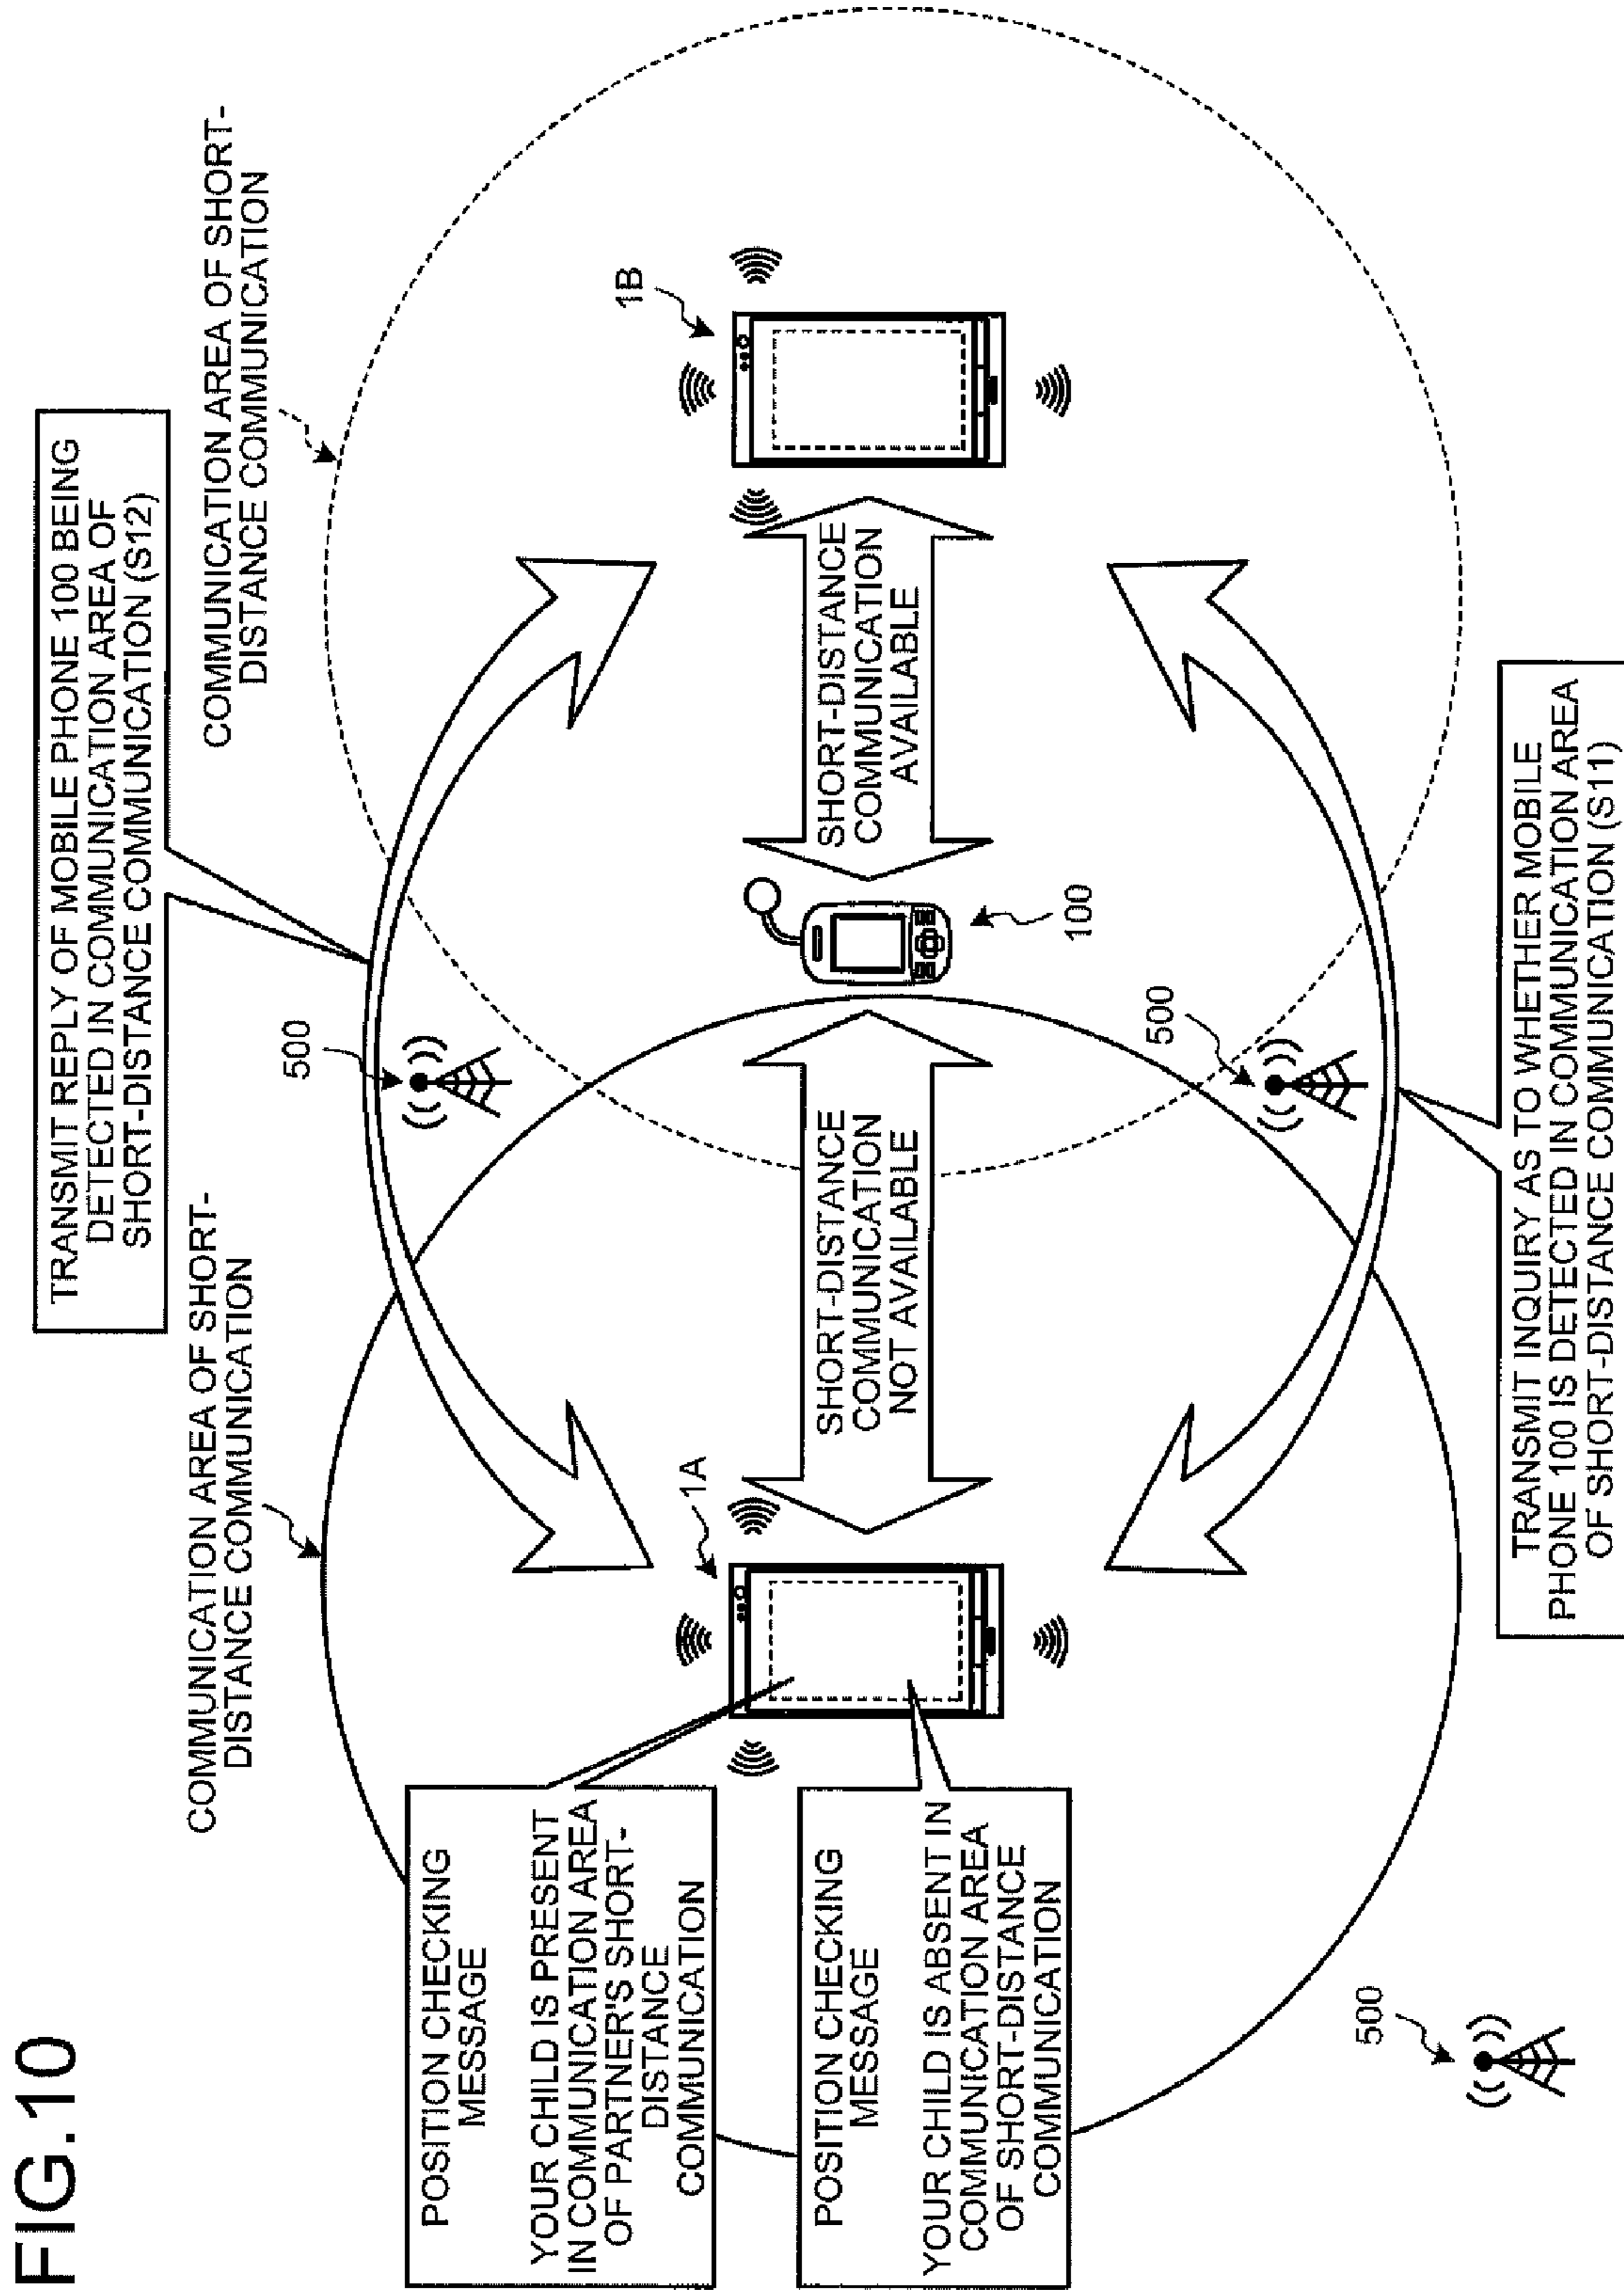 FIG.10
TRANSMIT REPLY OF MOBILE PHONE 100 BEING
DETECTED IN COMMUNICATION AREA OF
SHORT-DISTANCE COMMUNICATION (S12)
COMMUNICATION AREA OF SHORT-
DISTANCE COMMUNICATION
COMMUNICATION AREA OF SHORT-
DISTANCE COMMUNICATION
500
1A
1B
POSITION CHECKING
MESSAGE
YOUR CHILD IS PRESENT
IN COMMUNICATION AREA
OF PARTNER'S SHORT-
DISTANCE
COMMUNICATION
POSITION CHECKING
MESSAGE
YOUR CHILD IS ABSENT IN
COMMUNICATION AREA
OF SHORT-DISTANCE
COMMUNICATION
SHORT-DISTANCE
COMMUNICATION
NOT AVAILABLE
SHORT-DISTANCE
COMMUNICATION
AVAILABLE
100
500
500
TRANSMIT INQUIRY AS TO WHETHER MOBILE
PHONE 100 IS DETECTED IN COMMUNICATION AREA
OF SHORT-DISTANCE COMMUNICATION (S11)